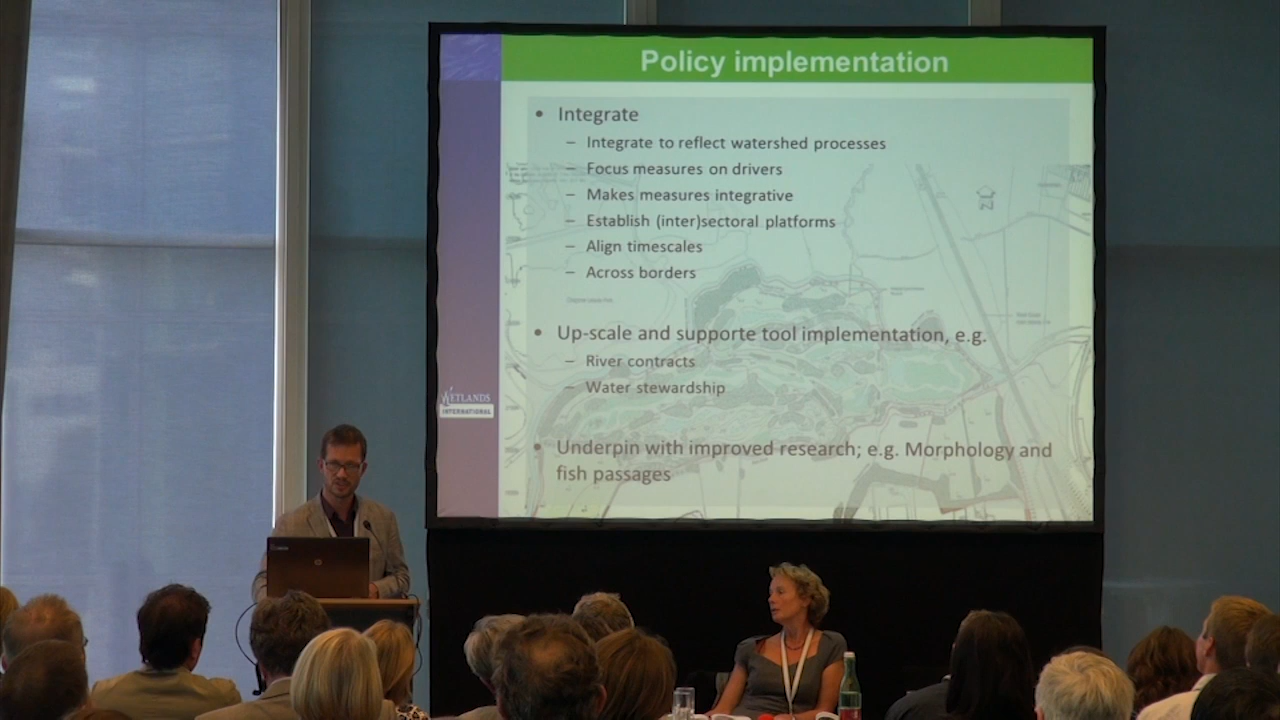 Policy implementation
• Integrate
– Integrate to reflect watershed processes
– Focus measures on drivers
– Makes measures integrative
– Establish (inter)sectoral platforms
– Align timescales
– Across borders
• Up-scale and supporte tool implementation, e.g.
– River contracts
– Water stewardship
• Underpin with improved research; e.g. Morphology and
fish passages
WETLANDS
INTERNATIONAL